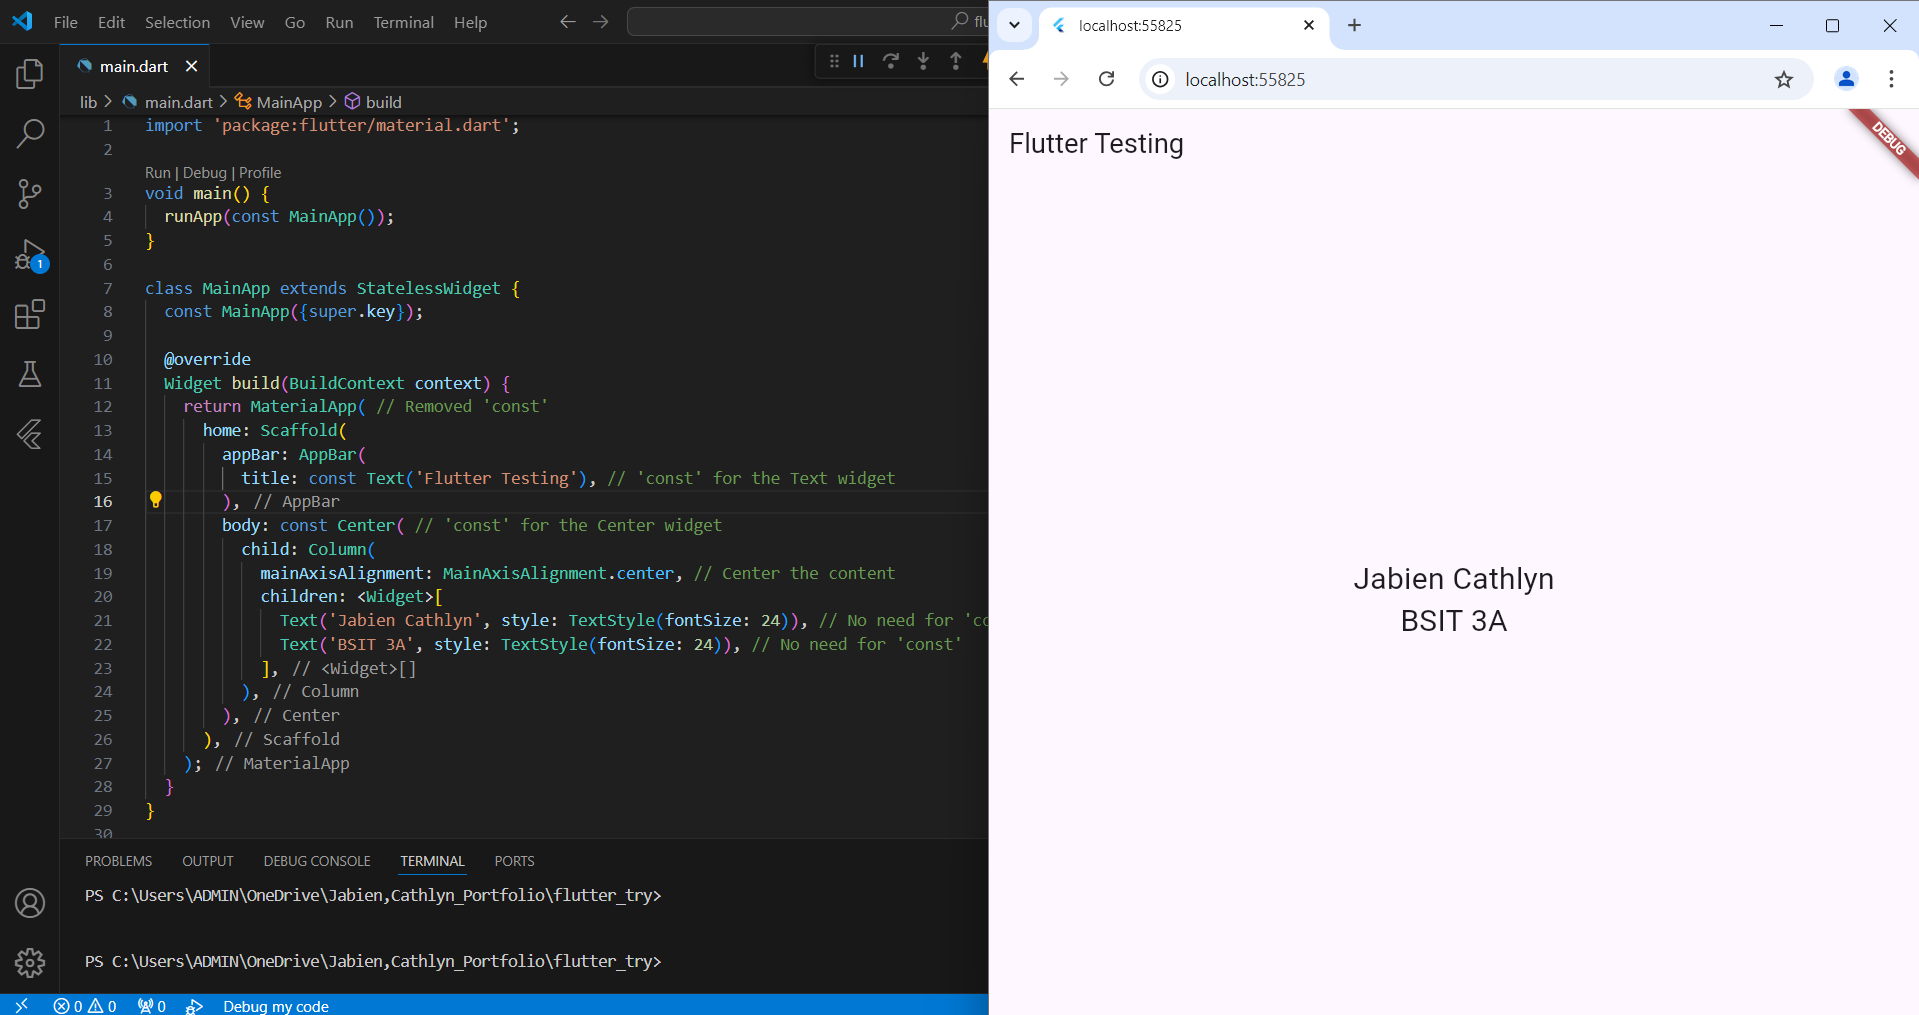 File Edit Selection View Go Run Terminal Help
main.dart
lib > main.dart > MainApp > build
1 import 'package:flutter/material.dart';
2
Run | Debug | Profile
3 void main() {
4 runApp(const MainApp());
5 }
6
7 class MainApp extends StatelessWidget {
8 const MainApp({super.key});
9
10 @override
11 Widget build(BuildContext context) {
12 return MaterialApp( // Removed 'const'
13 home: Scaffold(
14 appBar: AppBar(
15 title: const Text('Flutter Testing'), // 'const' for the Text widget
16 ), // AppBar
17 body: const Center( // 'const' for the Center widget
18 child: Column(
19 mainAxisAlignment: MainAxisAlignment.center, // Center the content
20 children: <Widget>[
21 Text('Jabien Cathlyn', style: TextStyle(fontSize: 24)), // No need for 'co
22 Text('BSIT 3A', style: TextStyle(fontSize: 24)), // No need for 'const'
23 ], // <Widget>[]
24 ), // Column
25 ), // Center
26 ), // Scaffold
27 ); // MaterialApp
28 }
29 }
30
1
PROBLEMS OUTPUT DEBUG CONSOLE TERMINAL PORTS
PS C:\Users\ADMIN\OneDrive\Jabien,Cathlyn_Portfolio\flutter_try>
PS C:\Users\ADMIN\OneDrive\Jabien,Cathlyn_Portfolio\flutter_try>
0 0 0 Debug my code
localhost:55825
localhost:55825
Flutter Testing
DEBUG
Jabien Cathlyn
BSIT 3A